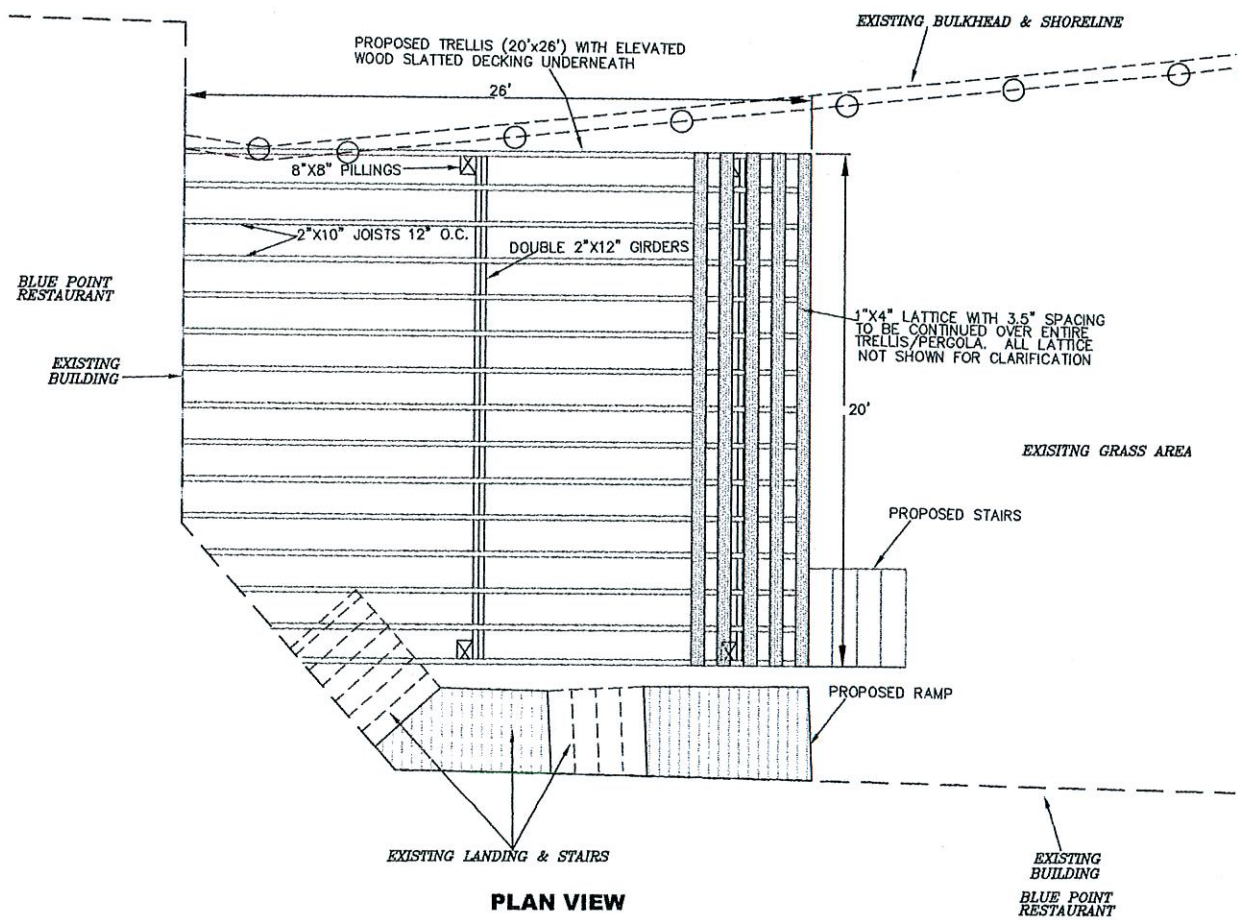 EXISTING BULKHEAD & SHORELINE
PROPOSED TRELLIS (20'x26') WITH ELEVATED
WOOD SLATTED DECKING UNDERNEATH
26'
8"X8" PILLINGS
2"X10" JOISTS 12" O.C.
DOUBLE 2"X12" GIRDERS
BLUE POINT
RESTAURANT
1"X4" LATTICE WITH 3.5" SPACING
TO BE CONTINUED OVER ENTIRE
TRELLIS/PERGOLA. ALL LATTICE
NOT SHOWN FOR CLARIFICATION
EXISTING
BUILDING
20'
EXISITNG GRASS AREA
PROPOSED STAIRS
PROPOSED RAMP
EXISTING LANDING & STAIRS
EXISTING
BUILDING
BLUE POINT
RESTAURANT
PLAN VIEW